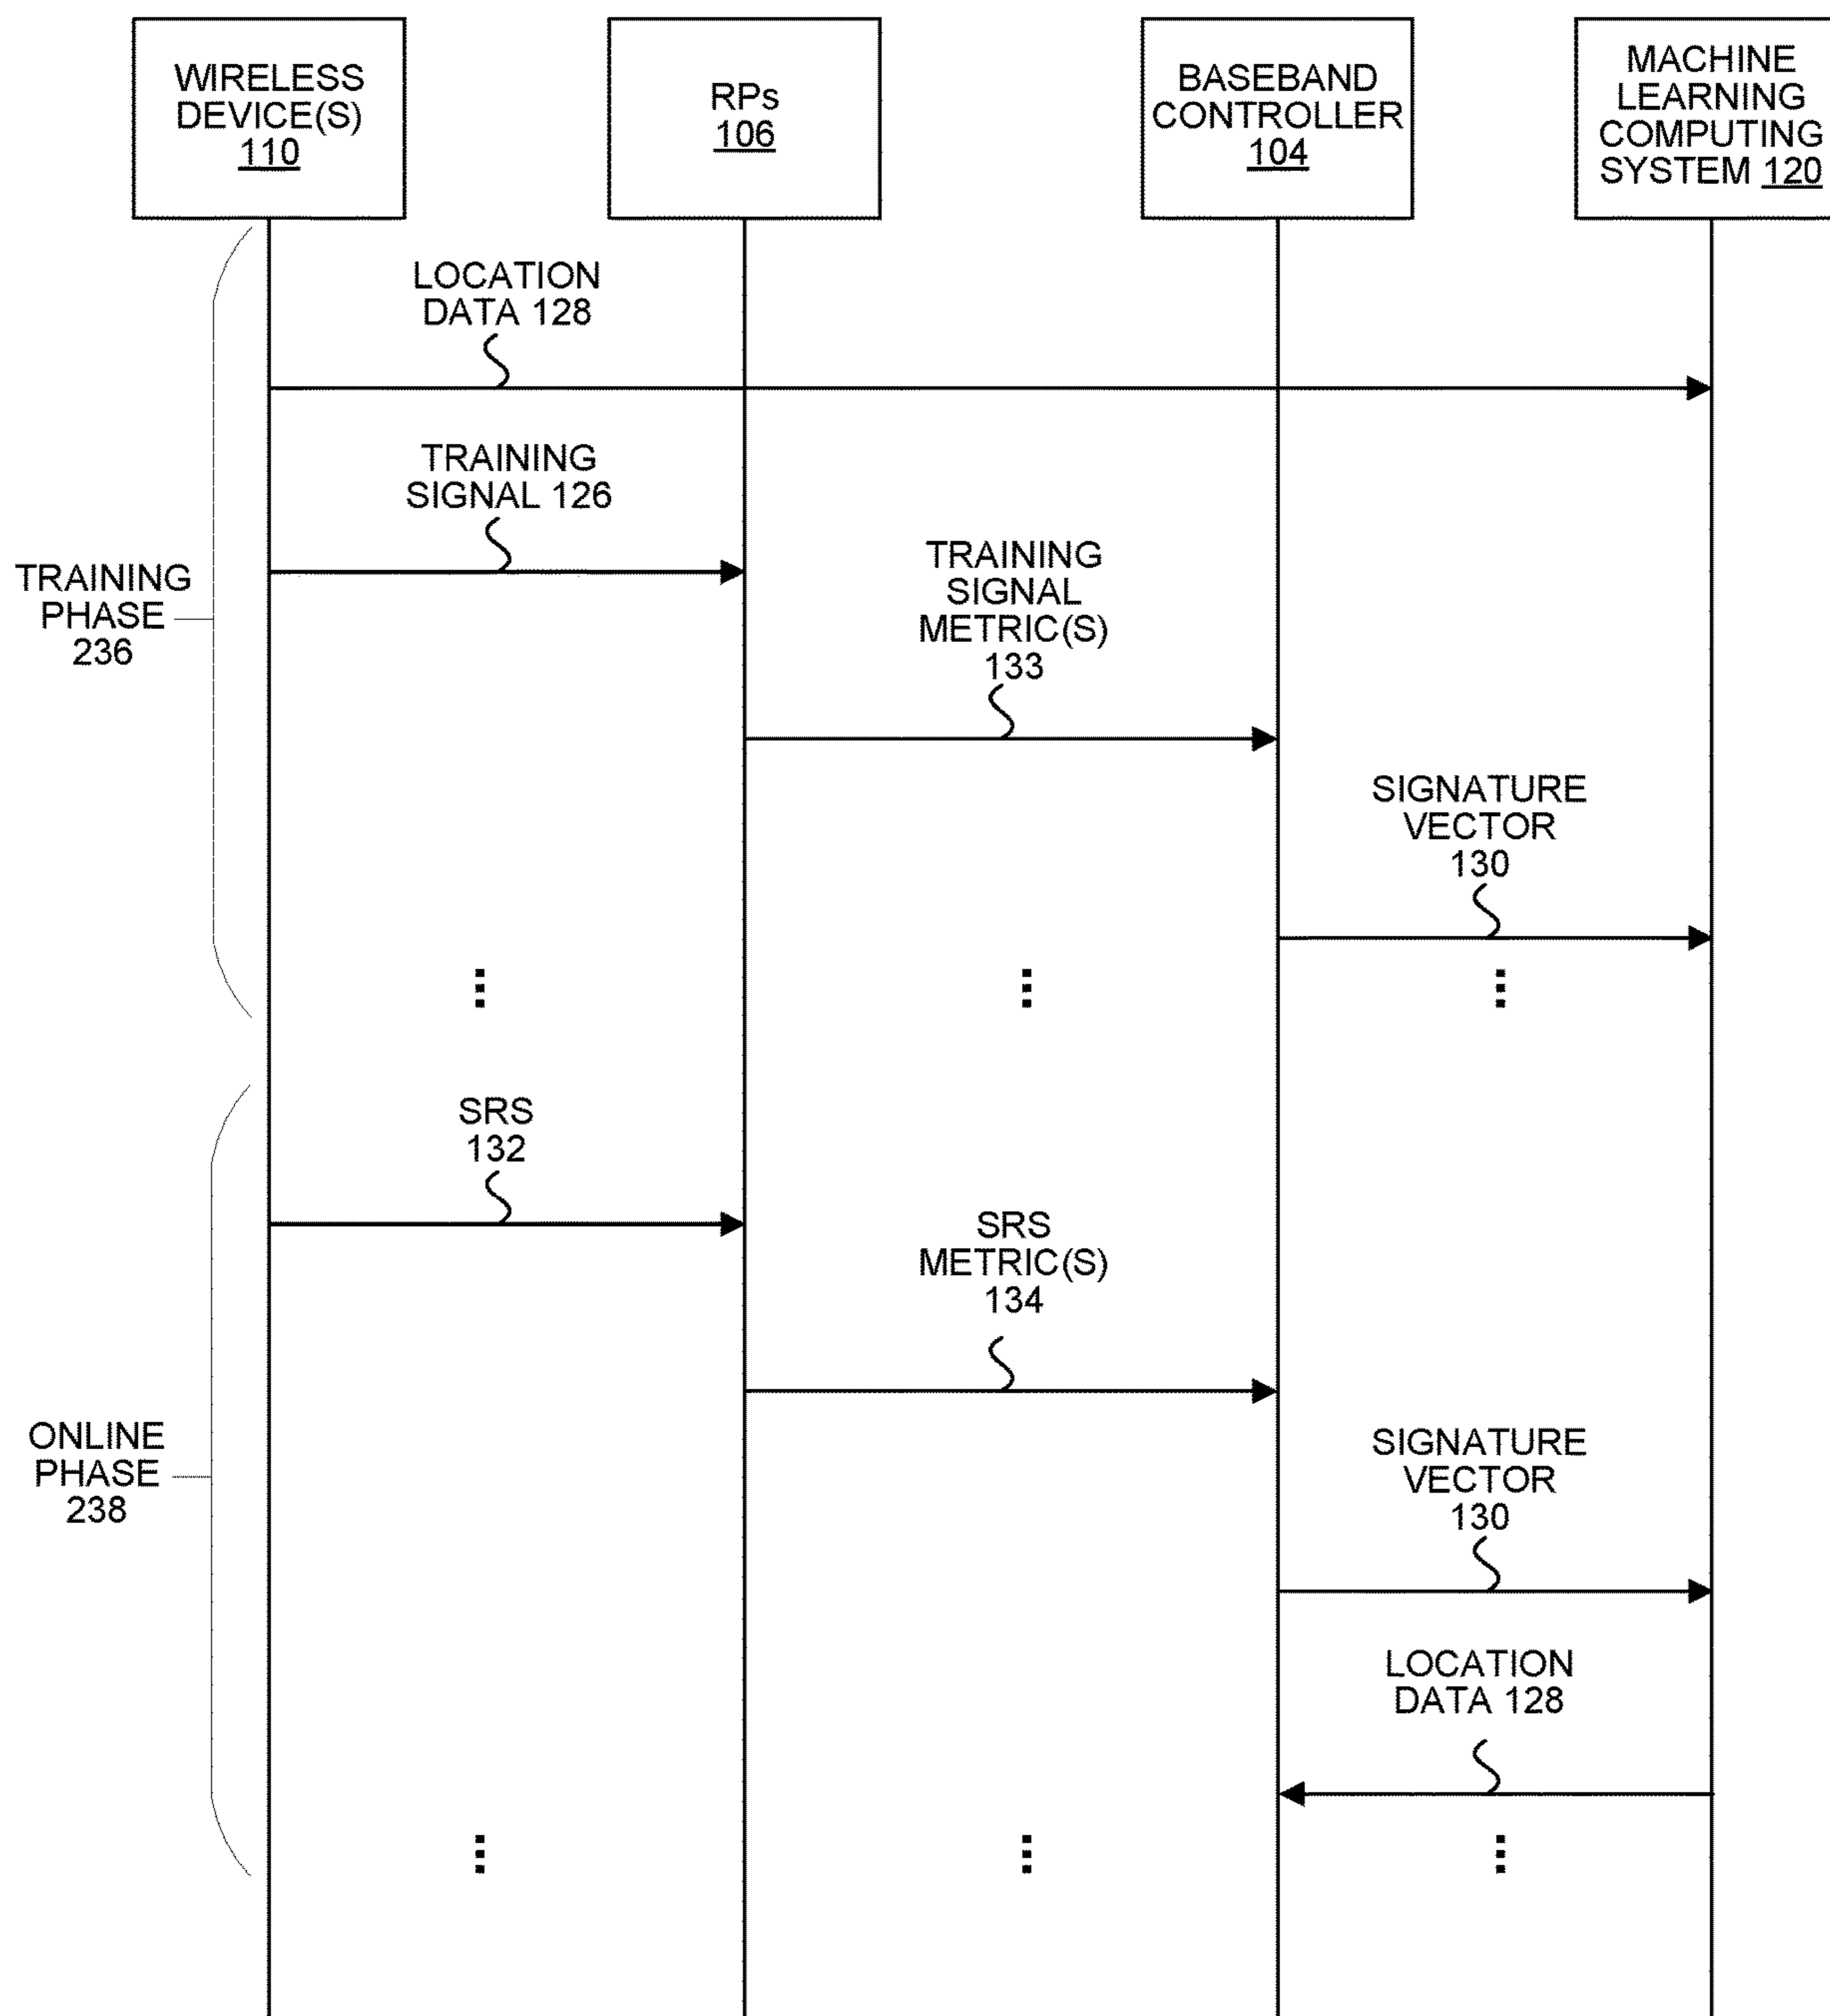 WIRELESS
DEVICE(S)
110
RPs
106
BASEBAND
CONTROLLER
104
MACHINE
LEARNING
COMPUTING
SYSTEM 120
LOCATION
DATA 128
TRAINING
SIGNAL 126
TRAINING
PHASE
236
TRAINING
SIGNAL
METRIC(S)
133
SIGNATURE
VECTOR
130
SRS
132
SRS
METRIC(S)
134
ONLINE
PHASE
238
SIGNATURE
VECTOR
130
LOCATION
DATA 128